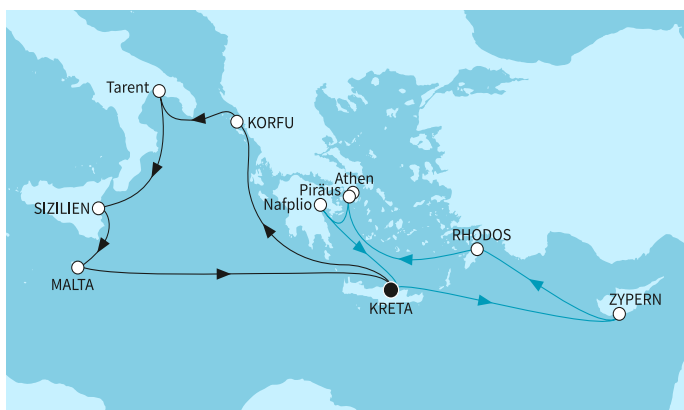 Tarent
KORFU
Athen
Piräus
Nafplio
SIZILIEN
RHODOS
MALTA
ZYPERN
KRETA